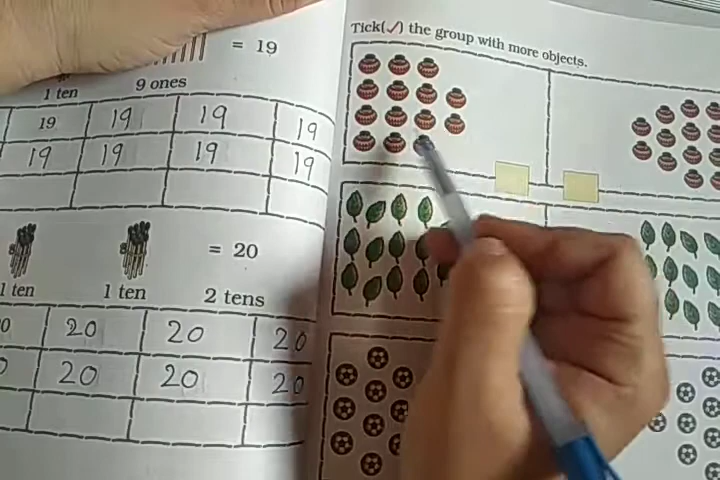 = 19
1 ten 9 ones
19 19 19 19
19 19 19 19
= 20
1 ten 1 ten 2 tens
20 20 20
20 20 20
Tick(✓) the group with more objects.